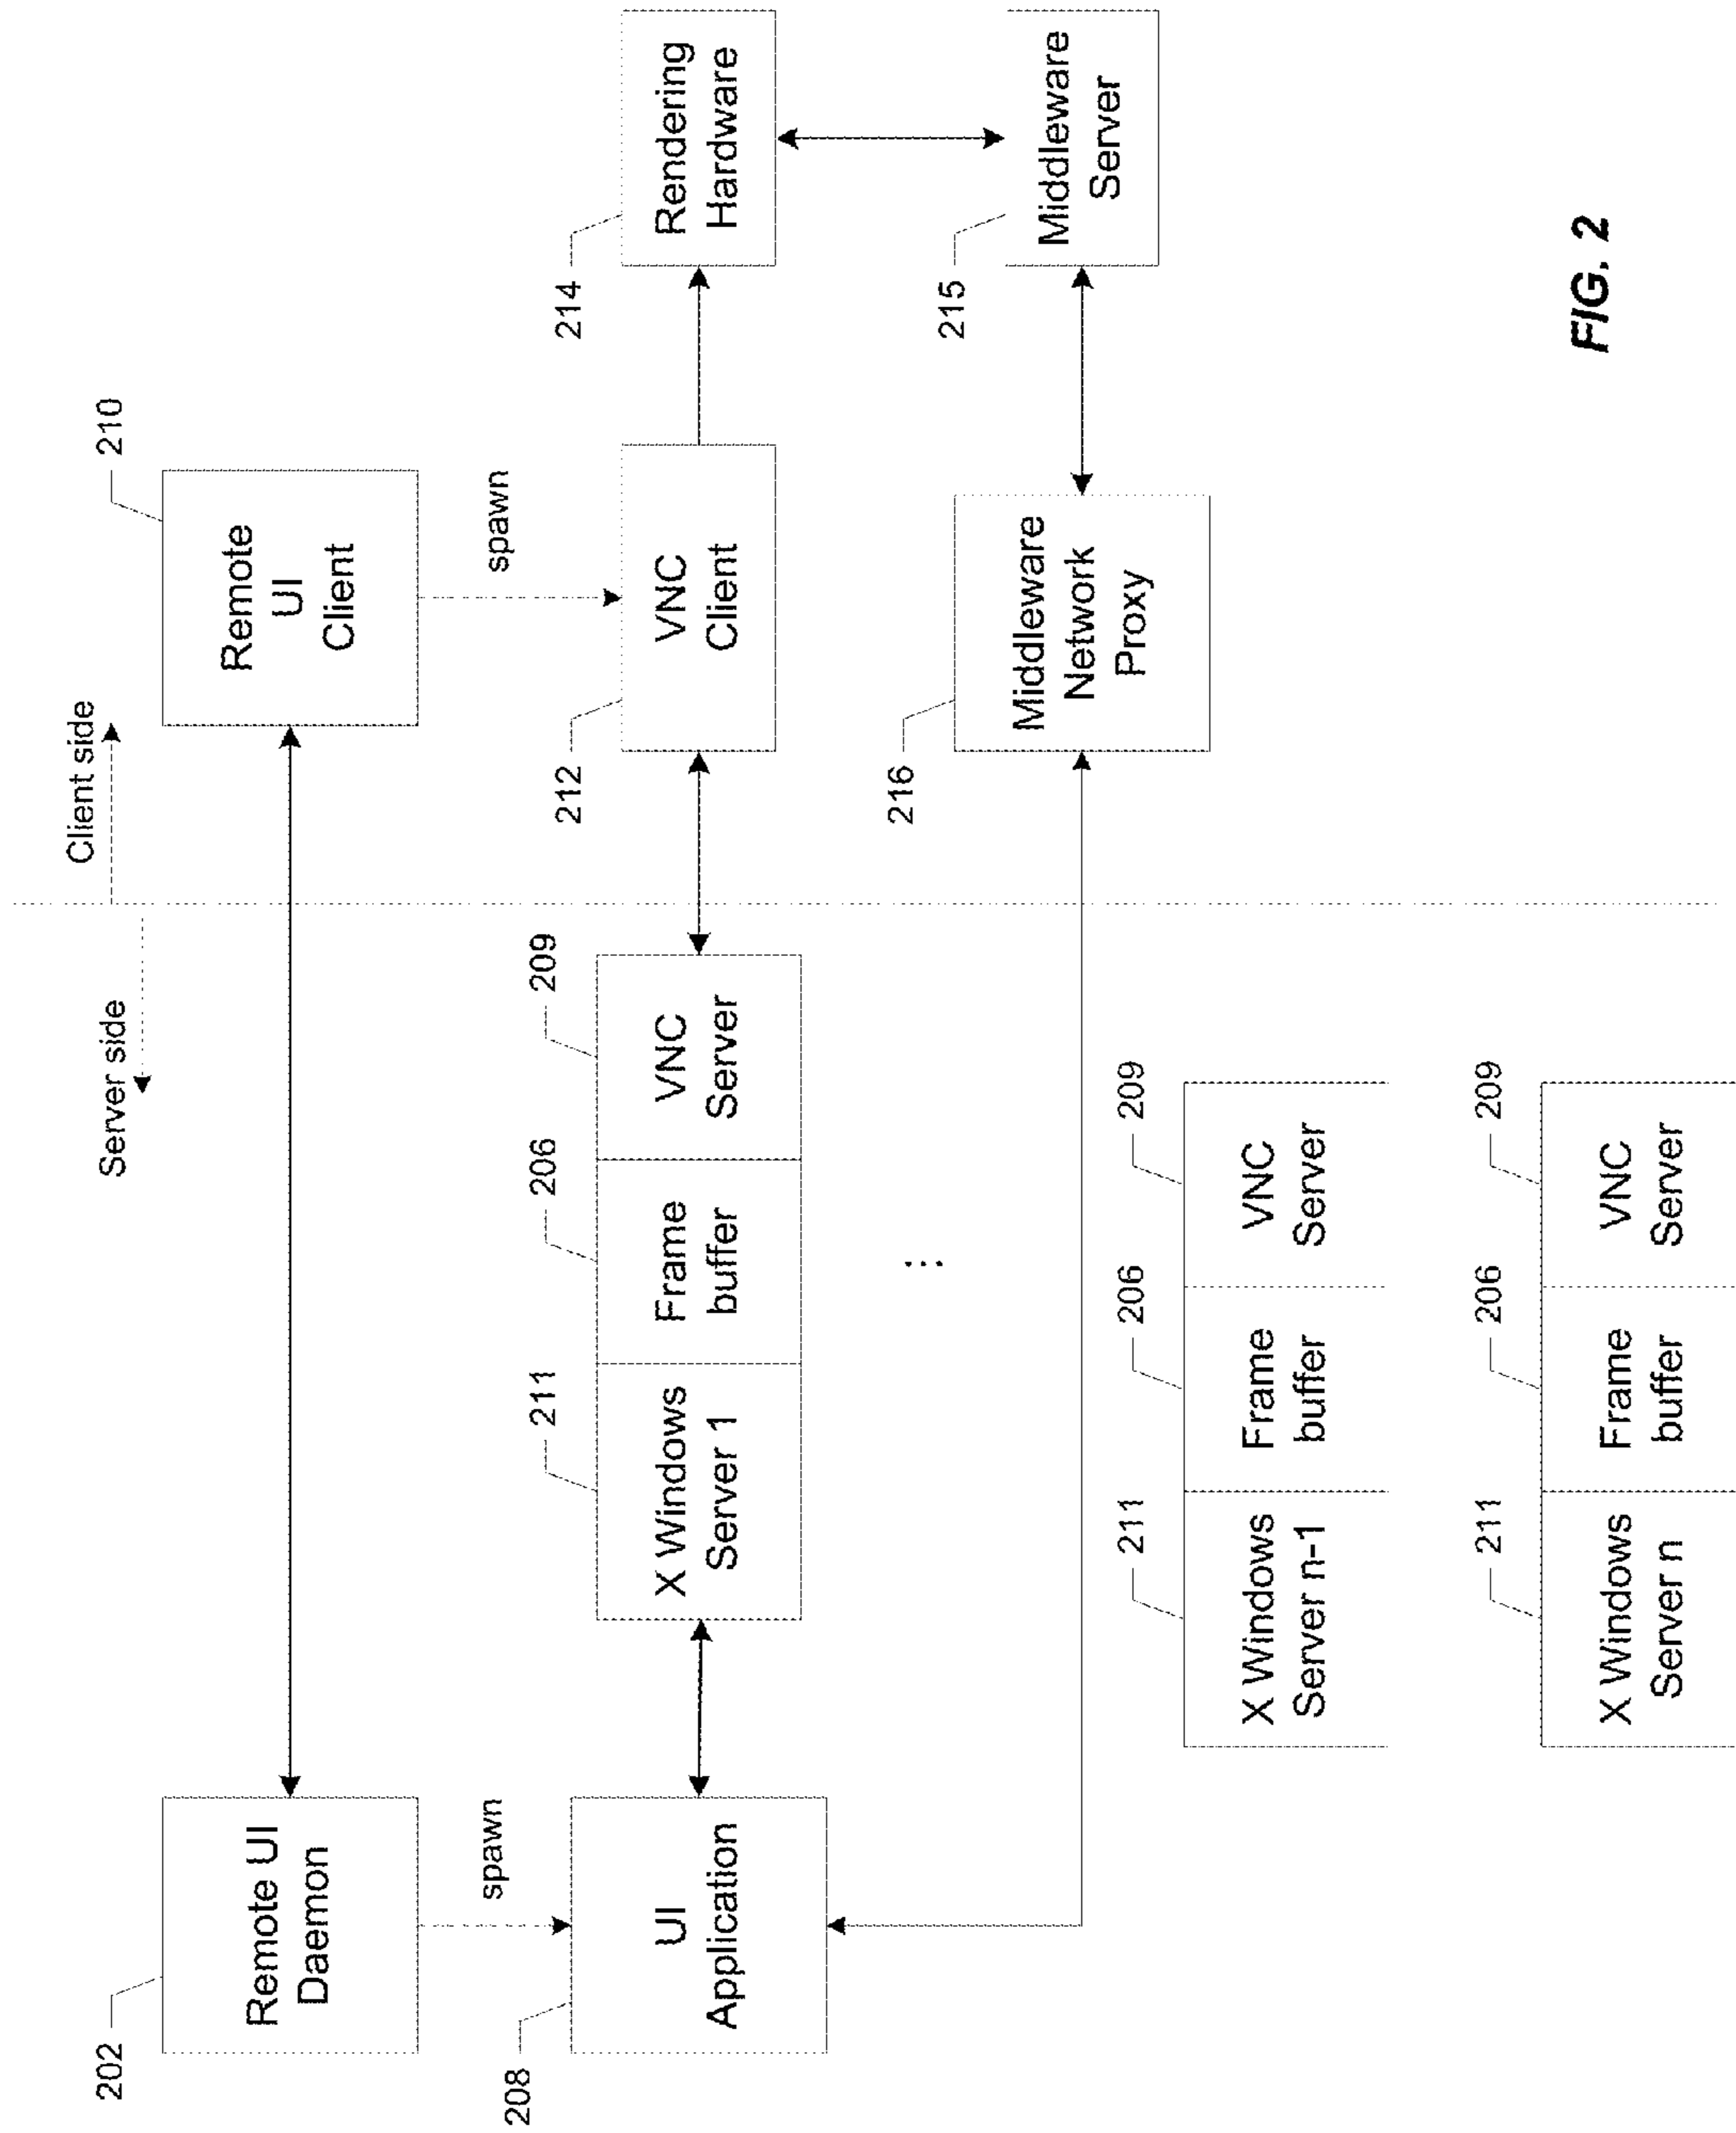 Server side
Client side
202
Remote UI
Daemon
210
Remote
UI
Client
spawn
spawn
208
UI
Application
211
X Windows
Server 1
206
Frame
buffer
209
VNC
Server
212
VNC
Client
214
Rendering
Hardware
...
216
Middleware
Network
Proxy
215
Middleware
Server
211
X Windows
Server n-1
206
Frame
buffer
209
VNC
Server
211
X Windows
Server n
206
Frame
buffer
209
VNC
Server
FIG. 2